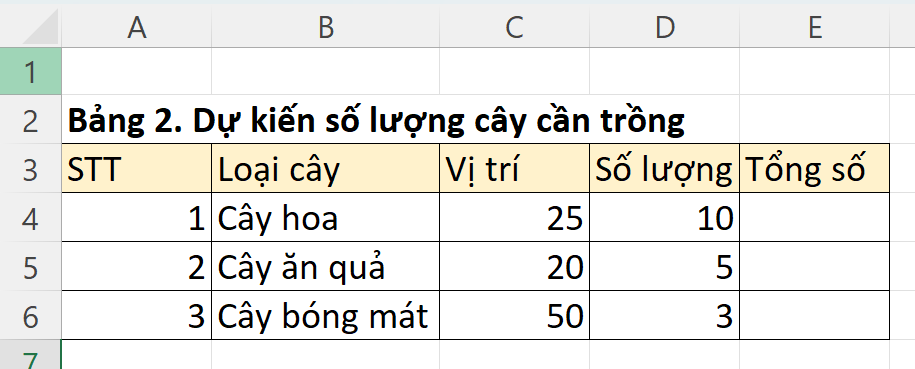 A B C D E
1
2 Bảng 2. Dự kiến số lượng cây cần trồng
3 STT Loại cây Vị trí Số lượng Tổng số
4 1 Cây hoa 25 10
5 2 Cây ăn quả 20 5
6 3 Cây bóng mát 50 3
7